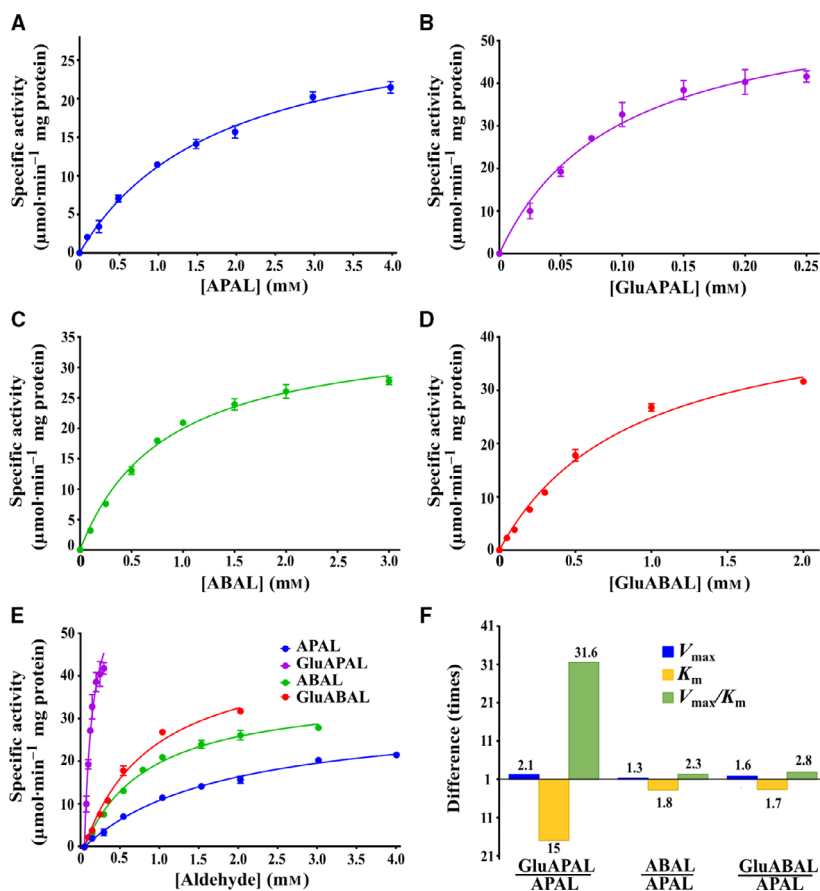 A
Specific activity
(µmol·min⁻¹ mg protein)
25
20
15
10
5
0
0 0.5 1.0 1.5 2.0 2.5 3.0 3.5 4.0
[APAL] (mM)
B
Specific activity
(µmol·min⁻¹ mg protein)
50
40
30
20
10
0
0 0.05 0.10 0.15 0.20 0.25
[GluAPAL] (mM)
C
Specific activity
(µmol·min⁻¹ mg protein)
35
30
25
20
15
10
5
0
0.0 0.5 1.0 1.5 2.0 2.5 3.0
[ABAL] (mM)
D
Specific activity
(µmol·min⁻¹ mg protein)
40
30
20
10
0
0.0 0.5 1.0 1.5 2.0
[GluABAL] (mM)
E
Specific activity
(µmol·min⁻¹ mg protein)
50
40
30
20
10
0
0.0 0.5 1.0 1.5 2.0 2.5 3.0 3.5 4.0
[Aldehyde] (mM)
APAL
GluAPAL
ABAL
GluABAL
F
Difference (times)
41
31
21
11
1
11
21
Vmax
Km
Vmax/Km
2.1 15 31.6
1.3 1.8 2.3
1.6 1.7 2.8
GluAPAL ABAL GluABAL
APAL APAL APAL